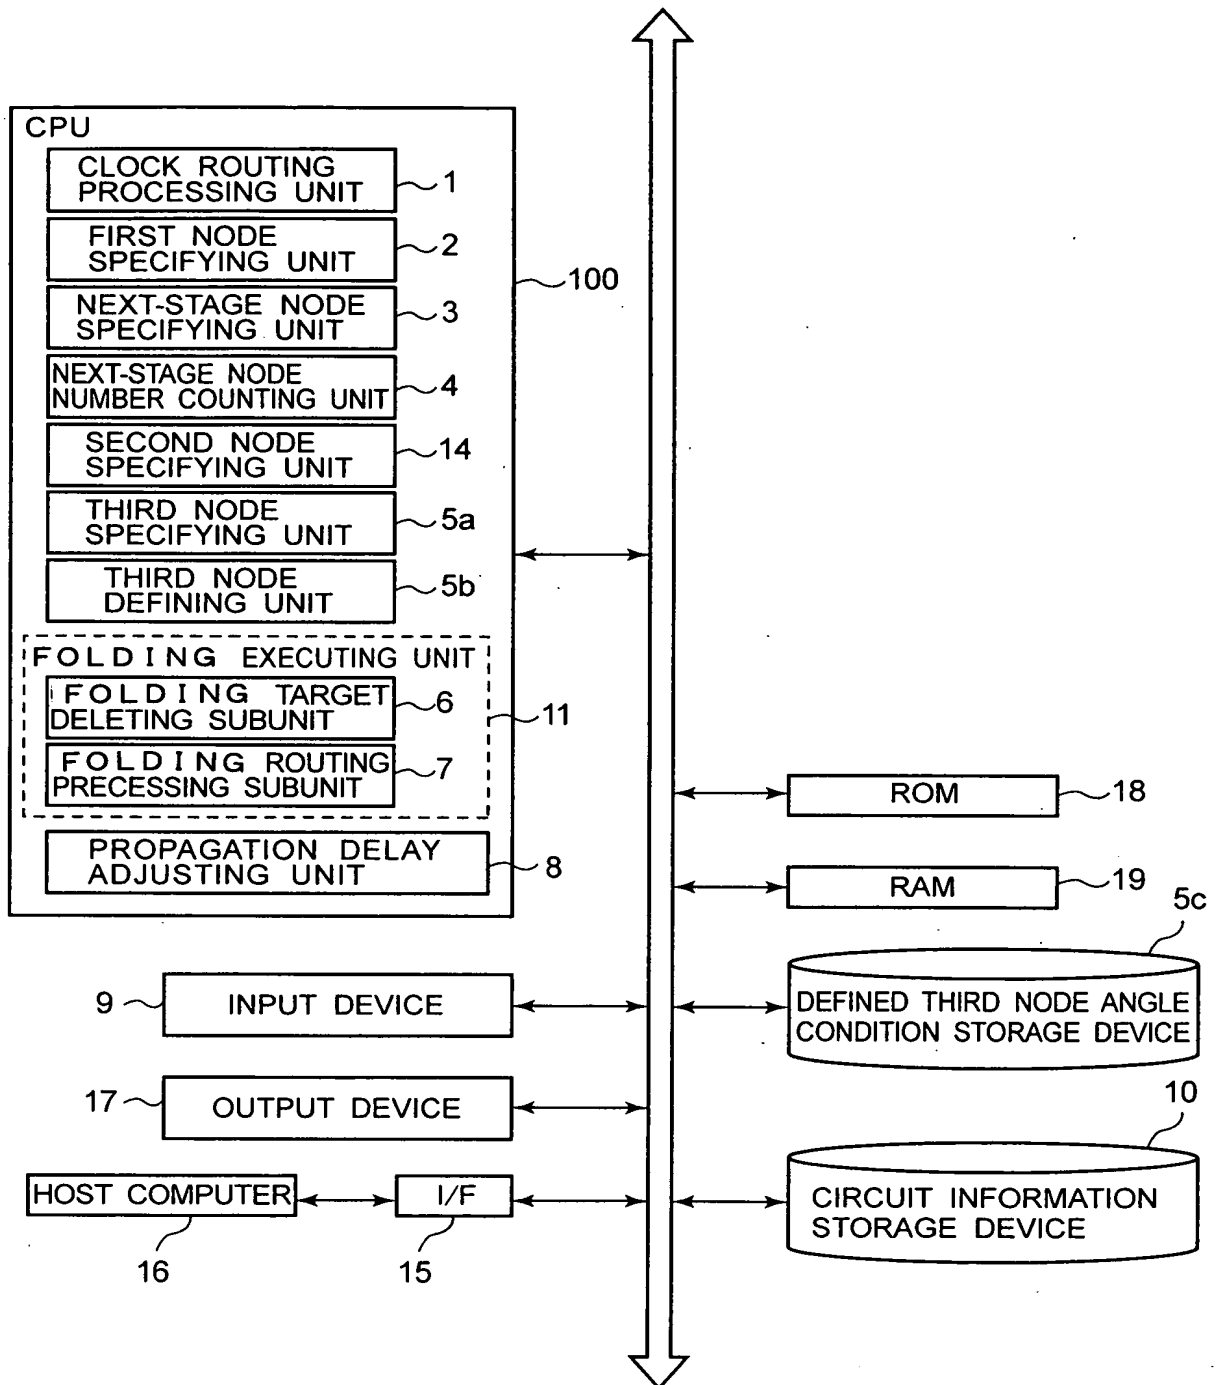 CPU
CLOCK ROUTING
PROCESSING UNIT
1
FIRST NODE
SPECIFYING UNIT
2
100
NEXT-STAGE NODE
SPECIFYING UNIT
3
NEXT-STAGE NODE
NUMBER COUNTING UNIT
4
SECOND NODE
SPECIFYING UNIT
14
THIRD NODE
SPECIFYING UNIT
5a
THIRD NODE
DEFINING UNIT
5b
FOLDING EXECUTING UNIT
FOLDING TARGET
DELETING SUBUNIT
6
11
FOLDING ROUTING
PRECESSING SUBUNIT
7
PROPAGATION DELAY
ADJUSTING UNIT
8
ROM
18
RAM
19
5c
9
INPUT DEVICE
DEFINED THIRD NODE ANGLE
CONDITION STORAGE DEVICE
17
OUTPUT DEVICE
10
HOST COMPUTER
I/F
CIRCUIT INFORMATION
STORAGE DEVICE
16
15